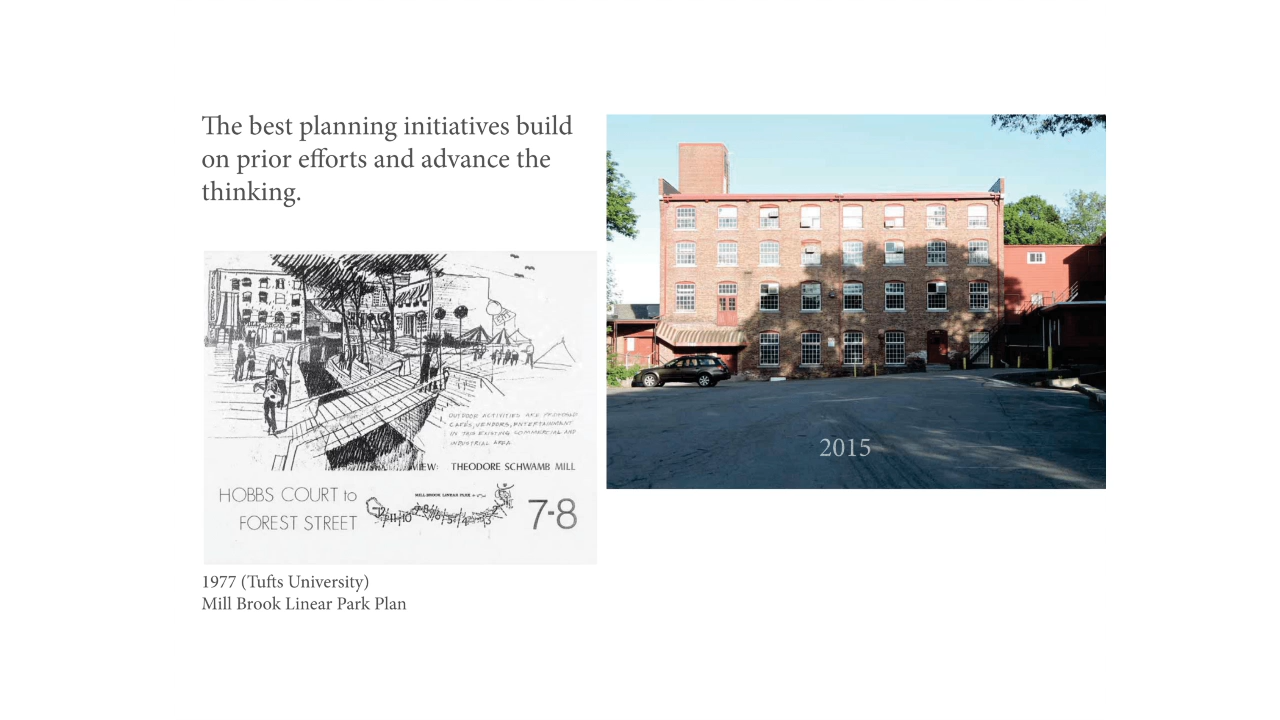 The best planning initiatives build
on prior efforts and advance the
thinking.
OUTDOOR ACTIVITIES ARE PROPOSED
CAFES, VENDORS, ENTERTAINMENT
IN THIS EXISTING COMMERCIAL AND
INDUSTRIAL AREA
VIEW: THEODORE SCHWAMB MILL
HOBBS COURT to
FOREST STREET
MILL BROOK LINEAR PARK
7-8
1977 (Tufts University)
Mill Brook Linear Park Plan
2015